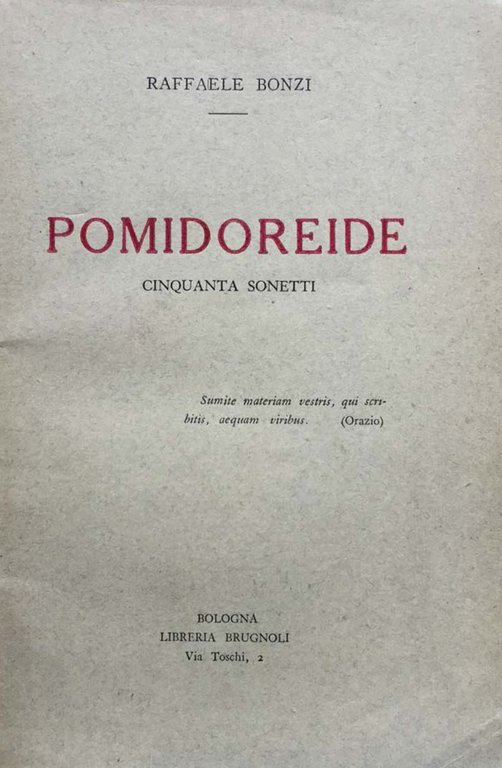 RAFFAELE BONZI
POMIDOREIDE
CINQUANTA SONETTI
Sumite materiam vestris, qui scri-
bitis, aequam viribus. (Orazio)
BOLOGNA
LIBRERIA BRUGNOLI
Via Toschi, 2